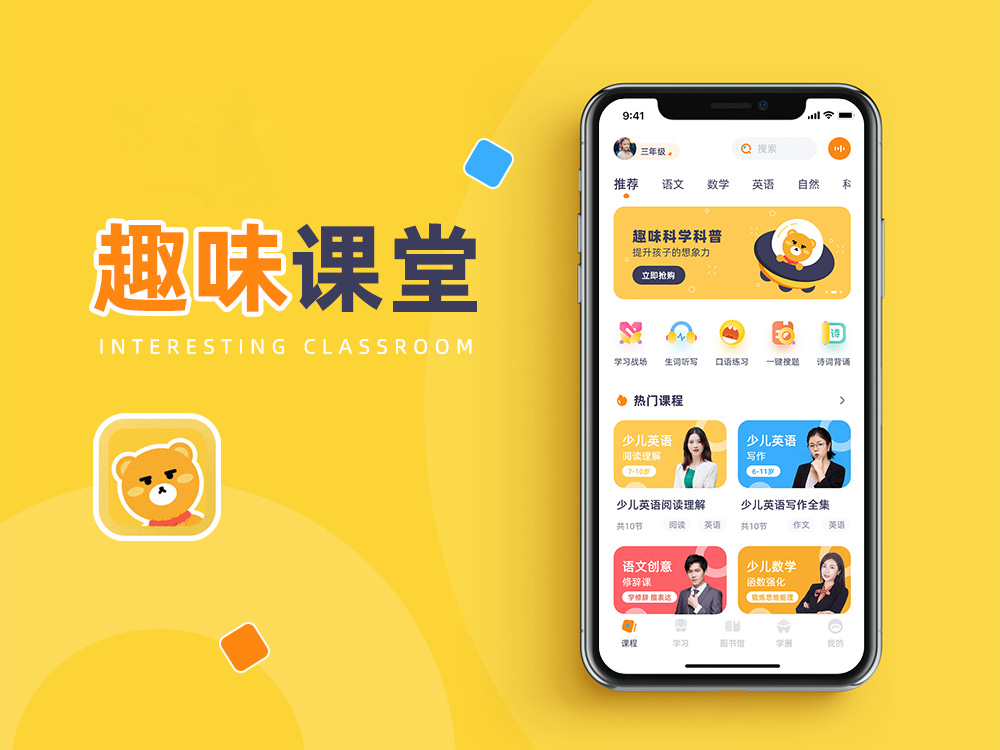 趣味课堂
INTERESTING CLASSROOM
9:41
三年级
搜索
推荐 语文 数学 英语 自然 科
趣味科学科普
提升孩子的想象力
立即抢购
诗
学习战场 生词听写 口语练习 一键搜题 诗词背诵
热门课程
少儿英语
阅读理解
7-10岁
少儿英语
写作
6-11岁
少儿英语阅读理解
共10节 阅读 英语
少儿英语写作全集
共10节 作文 英语
语文创意
修辞课
学修辞 擅表达
少儿数学
函数强化
锻炼思维能理
课程 学习 图书馆 学圈 我的